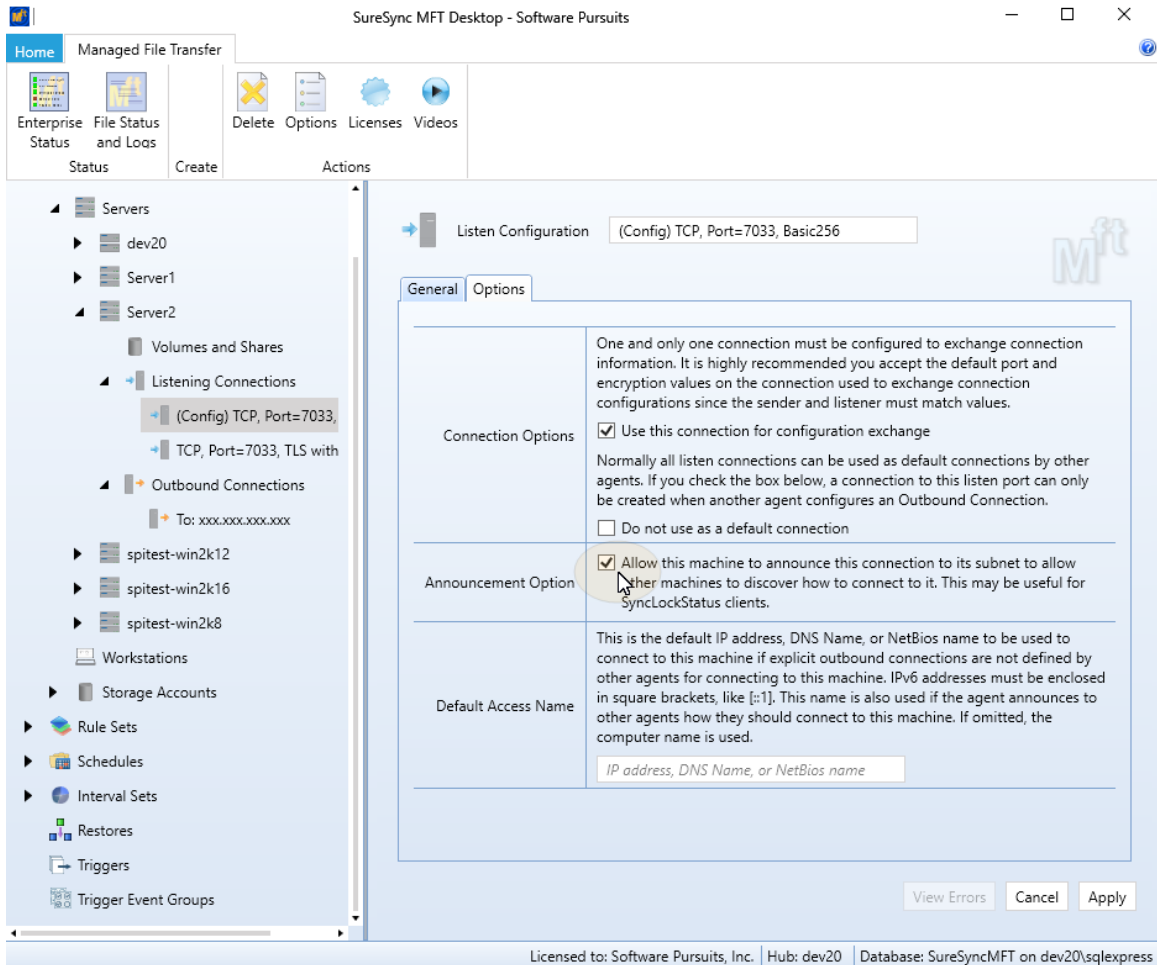 Mft
SureSync MFT Desktop - Software Pursuits
Home
Managed File Transfer
Enterprise Status
File Status and Logs
Delete
Options
Licenses
Videos
Status
Create
Actions
Servers
dev20
Server1
Server2
Volumes and Shares
Listening Connections
(Config) TCP, Port=7033,
TCP, Port=7033, TLS with
Outbound Connections
To: xxx.xxx.xxx.xxx
spitest-win2k12
spitest-win2k16
spitest-win2k8
Workstations
Storage Accounts
Rule Sets
Schedules
Interval Sets
Restores
Triggers
Trigger Event Groups
Listen Configuration
(Config) TCP, Port=7033, Basic256
Mft
General
Options
Connection Options
One and only one connection must be configured to exchange connection
information. It is highly recommended you accept the default port and
encryption values on the connection used to exchange connection
configurations since the sender and listener must match values.
Use this connection for configuration exchange
Normally all listen connections can be used as default connections by other
agents. If you check the box below, a connection to this listen port can only
be created when another agent configures an Outbound Connection.
Do not use as a default connection
Announcement Option
Allow this machine to announce this connection to its subnet to allow
other machines to discover how to connect to it. This may be useful for
SyncLockStatus clients.
Default Access Name
This is the default IP address, DNS Name, or NetBios name to be used to
connect to this machine if explicit outbound connections are not defined by
other agents for connecting to this machine. IPv6 addresses must be enclosed
in square brackets, like [::1]. This name is also used if the agent announces to
other agents how they should connect to this machine. If omitted, the
computer name is used.
IP address, DNS Name, or NetBios name
View Errors
Cancel
Apply
Licensed to: Software Pursuits, Inc.
Hub: dev20
Database: SureSyncMFT on dev20\sqlexpress